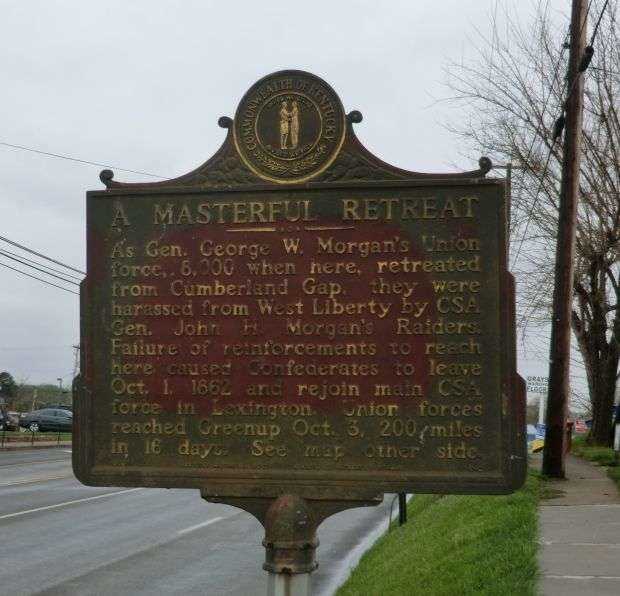 COMMONWEALTH OF KENTUCKY
A MASTERFUL RETREAT
As Gen. George W. Morgan's Union
force, 8,000 when here, retreated
from Cumberland Gap, they were
harassed from West Liberty by CSA
Gen. John H. Morgan's Raiders.
Failure of reinforcements to reach
here caused Confederates to leave
Oct. 1, 1862 and rejoin main CSA
force in Lexington. Union forces
reached Greenup Oct. 3, 200 miles
in 16 days. See map other side.
GRAYS
FLOOR